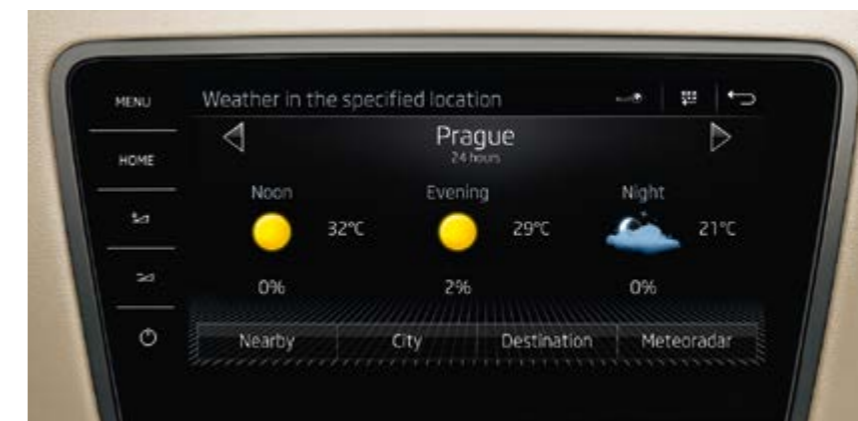 MENU
HOME
Weather in the specified location
Prague
24 hours
Noon
Evening
Night
32°C
29°C
21°C
0%
2%
0%
Nearby
City
Destination
Meteoradar